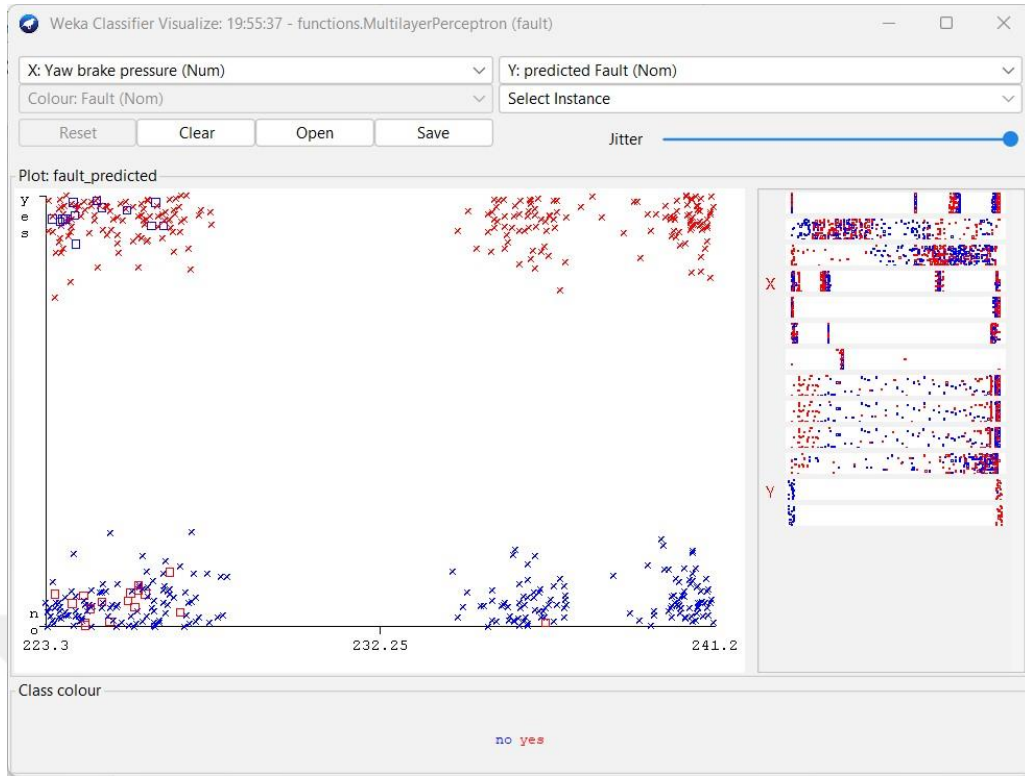 Weka Classifier Visualize: 19:55:37 - functions.MultilayerPerceptron (fault)
X: Yaw brake pressure (Num)
Y: predicted Fault (Nom)
Colour: Fault (Nom)
Select Instance
Reset
Clear
Open
Save
Jitter
Plot: fault_predicted
yes
X
Y
no
223.3
232.25
241.2
Class colour
no yes